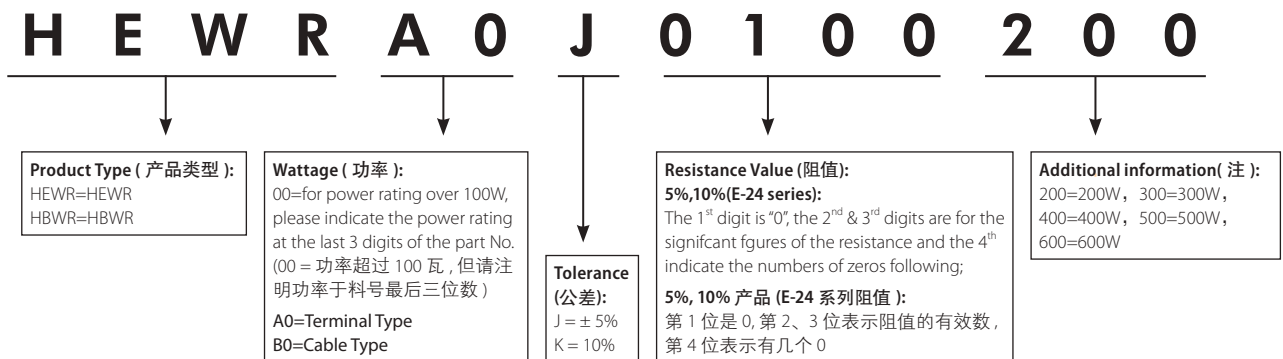 H E W R A 0 J 0 1 0 0 2 0 0
Product Type ( 产品类型 ):
HEWR=HEWR
HBWR=HBWR
Wattage ( 功率 ):
00=for power rating over 100W,
please indicate the power rating
at the last 3 digits of the part No.
(00 = 功率超过 100 瓦 , 但请注
明功率于料号最后三位数 )
A0=Terminal Type
B0=Cable Type
Tolerance
(公差):
J = ± 5%
K = 10%
Resistance Value (阻值):
5%,10%(E-24 series):
The 1st digit is “0”, the 2nd & 3rd digits are for the
signifcant fgures of the resistance and the 4th
indicate the numbers of zeros following;
5%, 10% 产品 (E-24 系列阻值 ):
第 1 位是 0, 第 2、3 位表示阻值的有效数 ,
第 4 位表示有几个 0
Additional information( 注 ):
200=200W，300=300W，
400=400W，500=500W，
600=600W